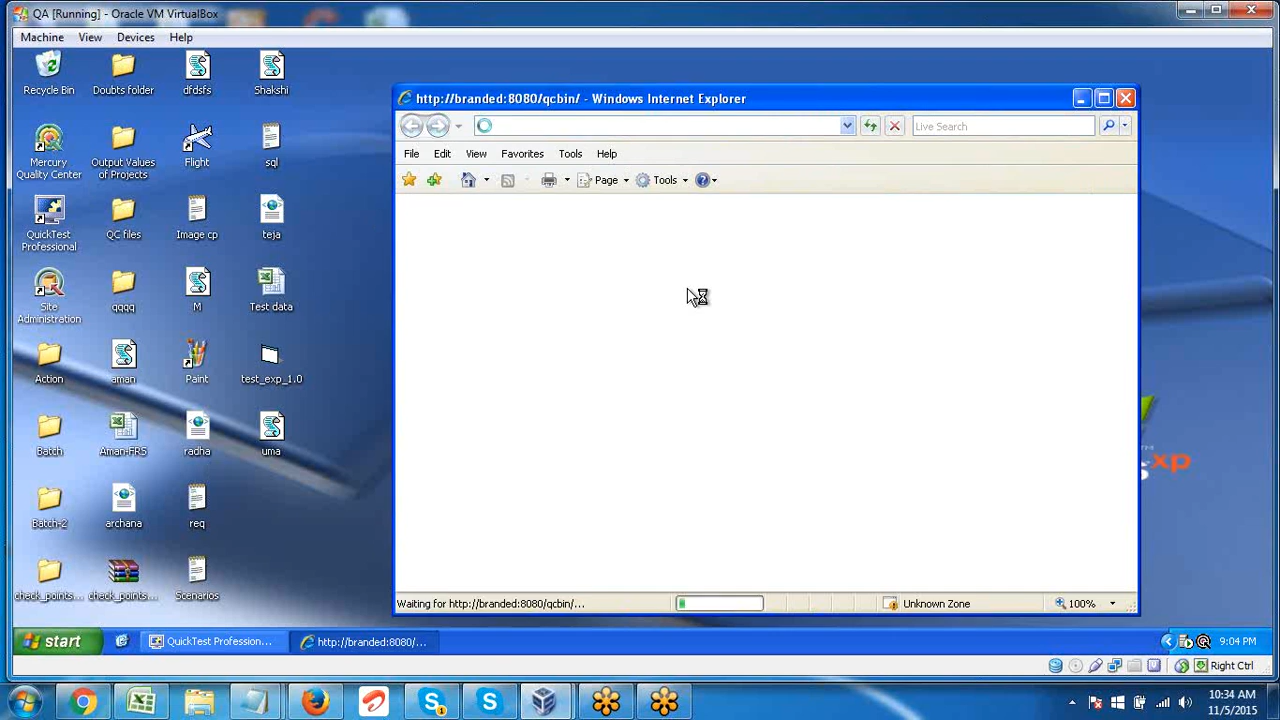 QA [Running] - Oracle VM VirtualBox
Machine View Devices Help
Recycle Bin
Doubts folder
dfdsfs
Shakshi
Mercury
Quality Center
Output Values
of Projects
Flight
sql
QuickTest
Professional
QC files
Image cp
teja
Site
Administration
qqqq
M
Test data
Action
aman
Paint
test_exp_1.0
Batch
Aman-FRS
radha
uma
Batch-2
archana
req
check_points...
check_points...
Scenarios
http://branded:8080/qcbin/ - Windows Internet Explorer
Live Search
File Edit View Favorites Tools Help
Page Tools
Waiting for http://branded:8080/qcbin/...
Unknown Zone
100%
xp
start
QuickTest Profession...
http://branded:8080/...
9:04 PM
Right Ctrl
10:34 AM
11/5/2015